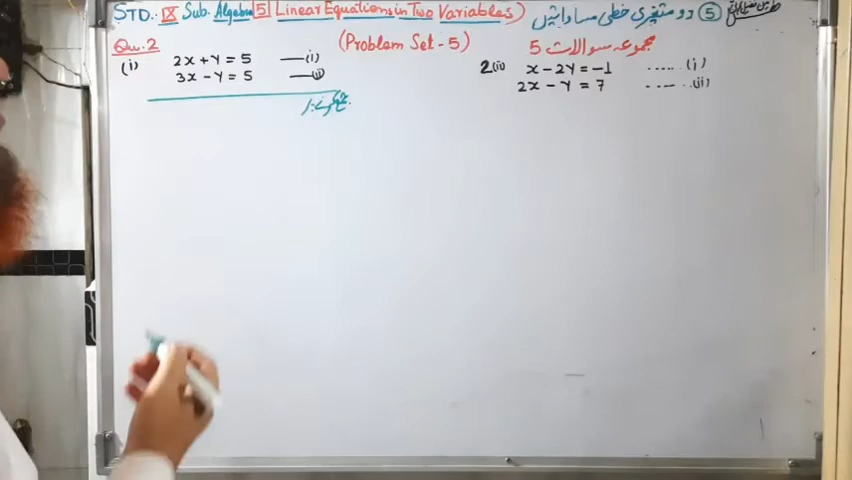 STD. IX Sub. Algebra 5 Linear Equations in Two Variables) دو متغیری خطی مساواتیں 5
Qu. 2 (Problem Set - 5) مجموعہ سوالات 5
(i) 2x + y = 5 —(i)
3x - y = 5 —(ii)
2(ii) x - 2y = -1 ..... (i)
2x - y = 7 ..... (ii)